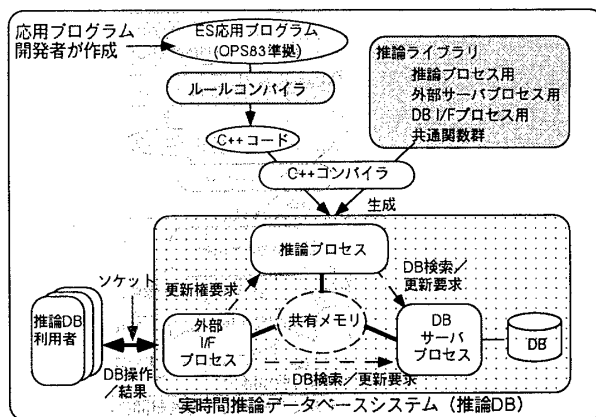 応用プログラム
開発者が作成
ES応用プログラム
(OPS83準拠)
ルールコンパイラ
C++コード
C++コンパイラ
推論ライブラリ
推論プロセス用
外部サーバプロセス用
DB I/Fプロセス用
共通関数群
生成
推論プロセス
ソケット
更新権要求
DB検索／
更新要求
推論DB
利用者
外部
I/F
プロセス
共有メモリ
DB
サーバ
プロセス
DB
DB操作
／結果
DB検索／更新要求
実時間推論データベースシステム（推論DB）